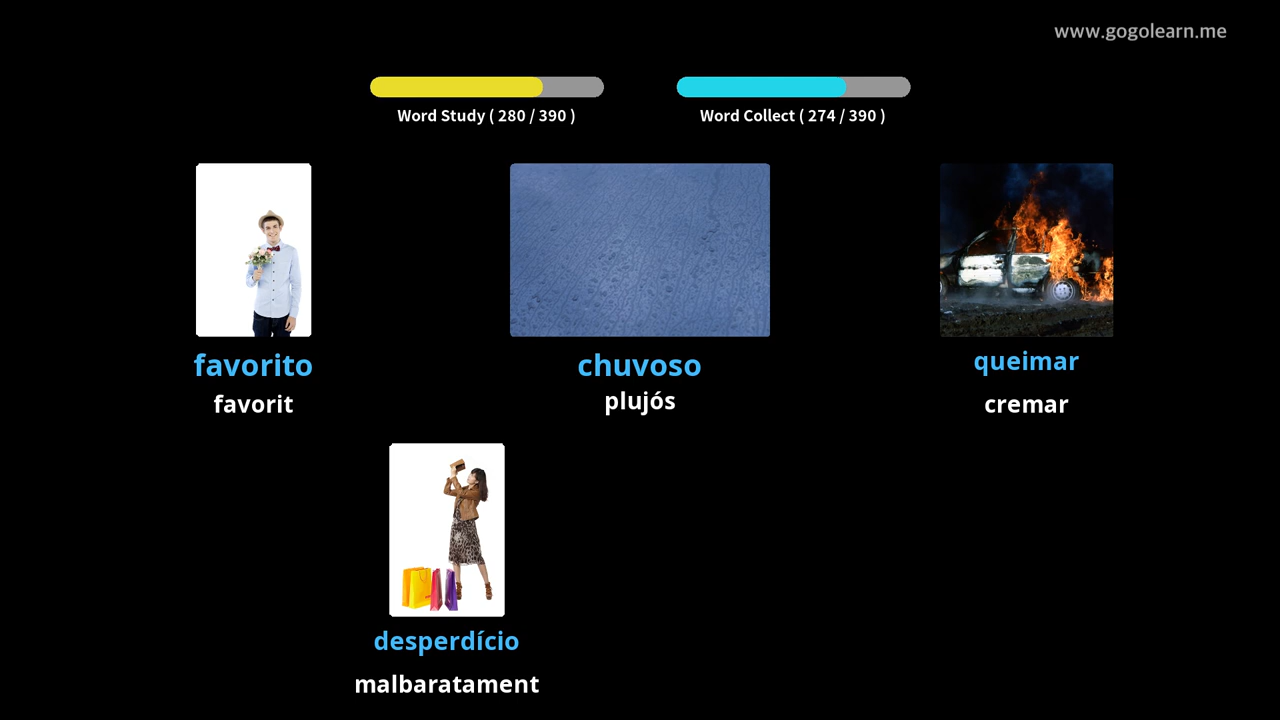 www.gogolearn.me
Word Study ( 280 / 390 )
Word Collect ( 274 / 390 )
favorito
favorit
chuvoso
plujós
queimar
cremar
desperdício
malbaratament